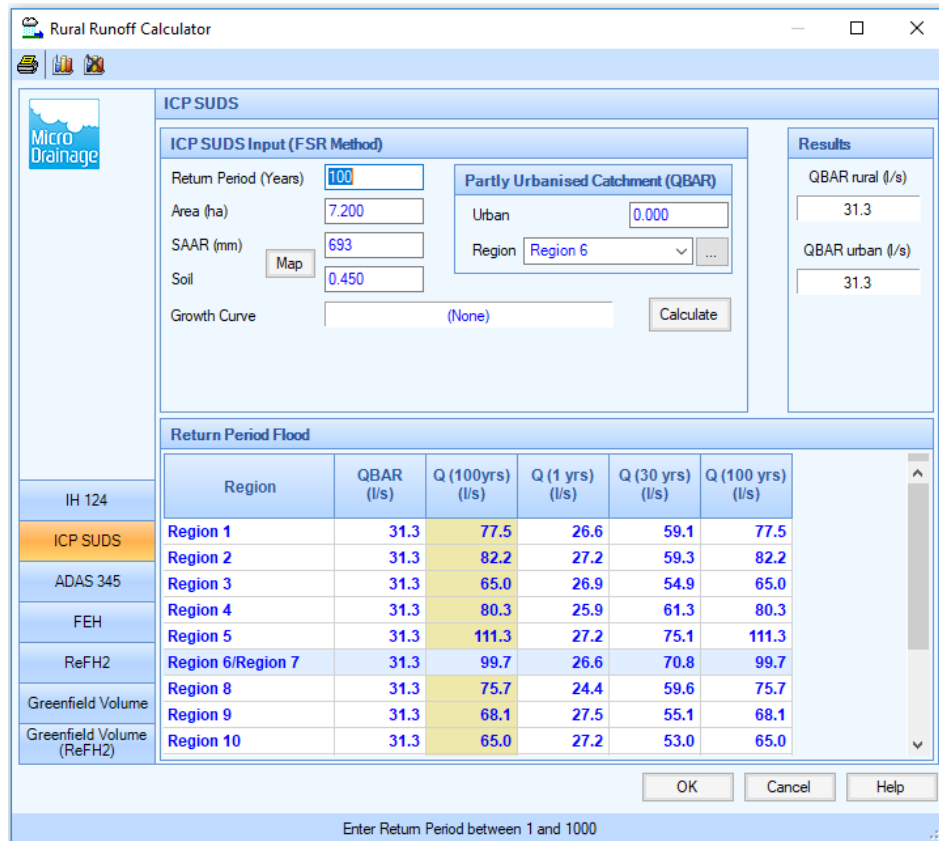 Rural Runoff Calculator
Micro
Drainage
ICP SUDS
ICP SUDS Input (FSR Method)
Return Period (Years) 100
Area (ha) 7.200
SAAR (mm) 693
Map
Soil 0.450
Growth Curve (None)
Partly Urbanised Catchment (QBAR)
Urban 0.000
Region Region 6 ...
Calculate
Results
QBAR rural (l/s)
31.3
QBAR urban (l/s)
31.3
IH 124
ICP SUDS
ADAS 345
FEH
ReFH2
Greenfield Volume
Greenfield Volume
(ReFH2)
Return Period Flood
Region QBAR (l/s) Q (100yrs) (l/s) Q (1 yrs) (l/s) Q (30 yrs) (l/s) Q (100 yrs) (l/s)
Region 1 31.3 77.5 26.6 59.1 77.5
Region 2 31.3 82.2 27.2 59.3 82.2
Region 3 31.3 65.0 26.9 54.9 65.0
Region 4 31.3 80.3 25.9 61.3 80.3
Region 5 31.3 111.3 27.2 75.1 111.3
Region 6/Region 7 31.3 99.7 26.6 70.8 99.7
Region 8 31.3 75.7 24.4 59.6 75.7
Region 9 31.3 68.1 27.5 55.1 68.1
Region 10 31.3 65.0 27.2 53.0 65.0
OK Cancel Help
Enter Return Period between 1 and 1000